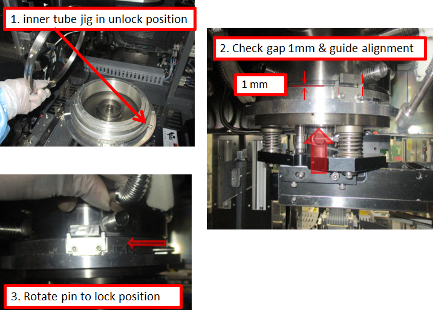 1. inner tube jig in unlock position
2. Check gap 1mm & guide alignment
1 mm
3. Rotate pin to lock position